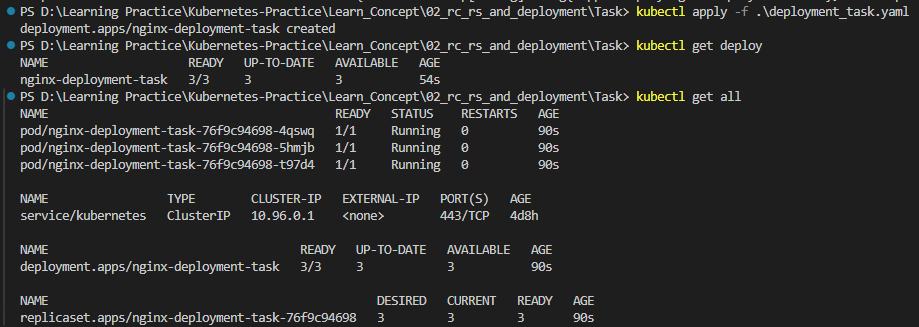 PS D:\Learning Practice\Kubernetes-Practice\Learn_Concept\02_rc_rs_and_deployment\Task> kubectl apply -f .\deployment_task.yaml
deployment.apps/nginx-deployment-task created
PS D:\Learning Practice\Kubernetes-Practice\Learn_Concept\02_rc_rs_and_deployment\Task> kubectl get deploy
NAME READY UP-TO-DATE AVAILABLE AGE
nginx-deployment-task 3/3 3 3 54s
PS D:\Learning Practice\Kubernetes-Practice\Learn_Concept\02_rc_rs_and_deployment\Task> kubectl get all
NAME READY STATUS RESTARTS AGE
pod/nginx-deployment-task-76f9c94698-4qswq 1/1 Running 0 90s
pod/nginx-deployment-task-76f9c94698-5hmjb 1/1 Running 0 90s
pod/nginx-deployment-task-76f9c94698-t97d4 1/1 Running 0 90s
NAME TYPE CLUSTER-IP EXTERNAL-IP PORT(S) AGE
service/kubernetes ClusterIP 10.96.0.1 <none> 443/TCP 4d8h
NAME READY UP-TO-DATE AVAILABLE AGE
deployment.apps/nginx-deployment-task 3/3 3 3 90s
NAME DESIRED CURRENT READY AGE
replicaset.apps/nginx-deployment-task-76f9c94698 3 3 3 90s